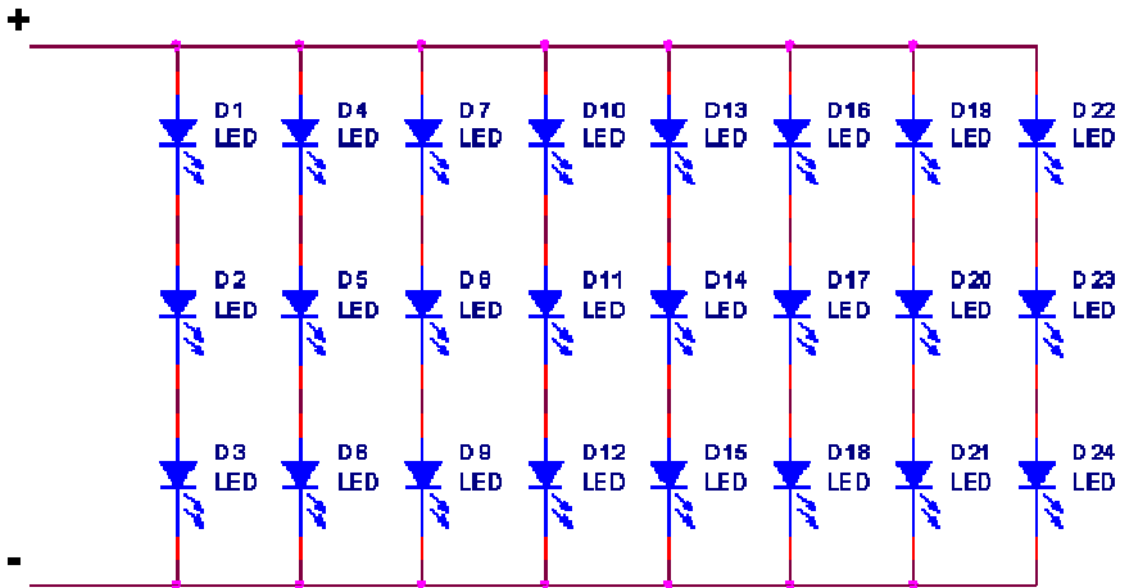 +
D1 D4 D7 D10 D13 D16 D19 D22
LED LED LED LED LED LED LED LED
D2 D5 D8 D11 D14 D17 D20 D23
LED LED LED LED LED LED LED LED
D3 D6 D9 D12 D15 D18 D21 D24
LED LED LED LED LED LED LED LED
-